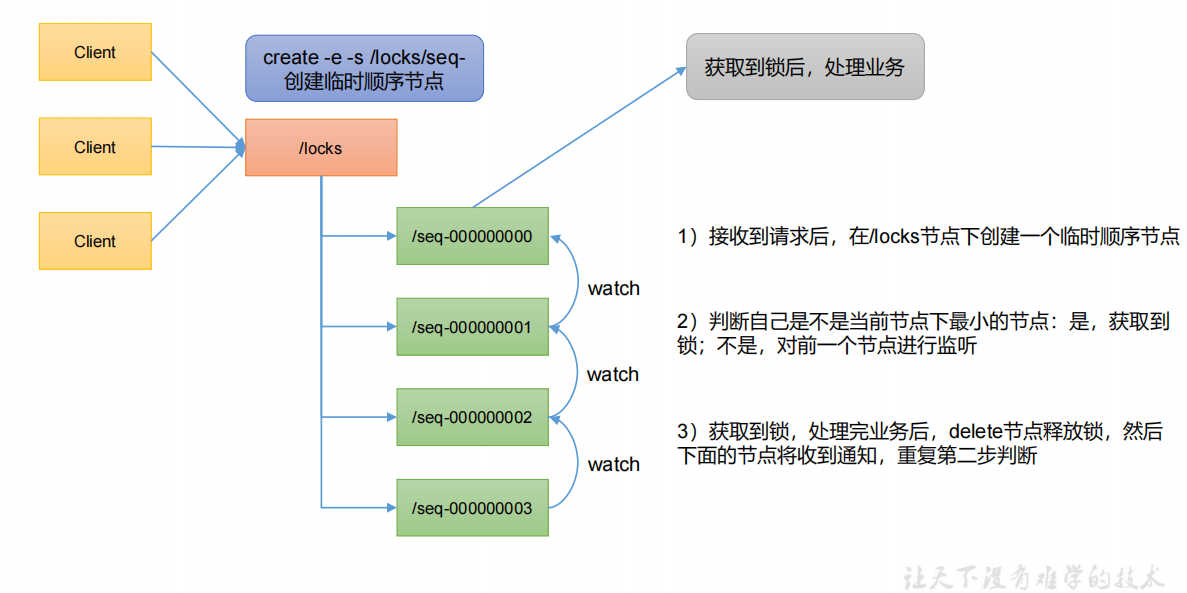 Client
Client
Client
create -e -s /locks/seq-
创建临时顺序节点
/locks
获取到锁后，处理业务
/seq-000000000
/seq-000000001
/seq-000000002
/seq-000000003
watch
watch
watch
1）接收到请求后，在/locks节点下创建一个临时顺序节点
2）判断自己是不是当前节点下最小的节点：是，获取到
锁；不是，对前一个节点进行监听
3）获取到锁，处理完业务后，delete节点释放锁，然后
下面的节点将收到通知，重复第二步判断
让天下没有难学的技术